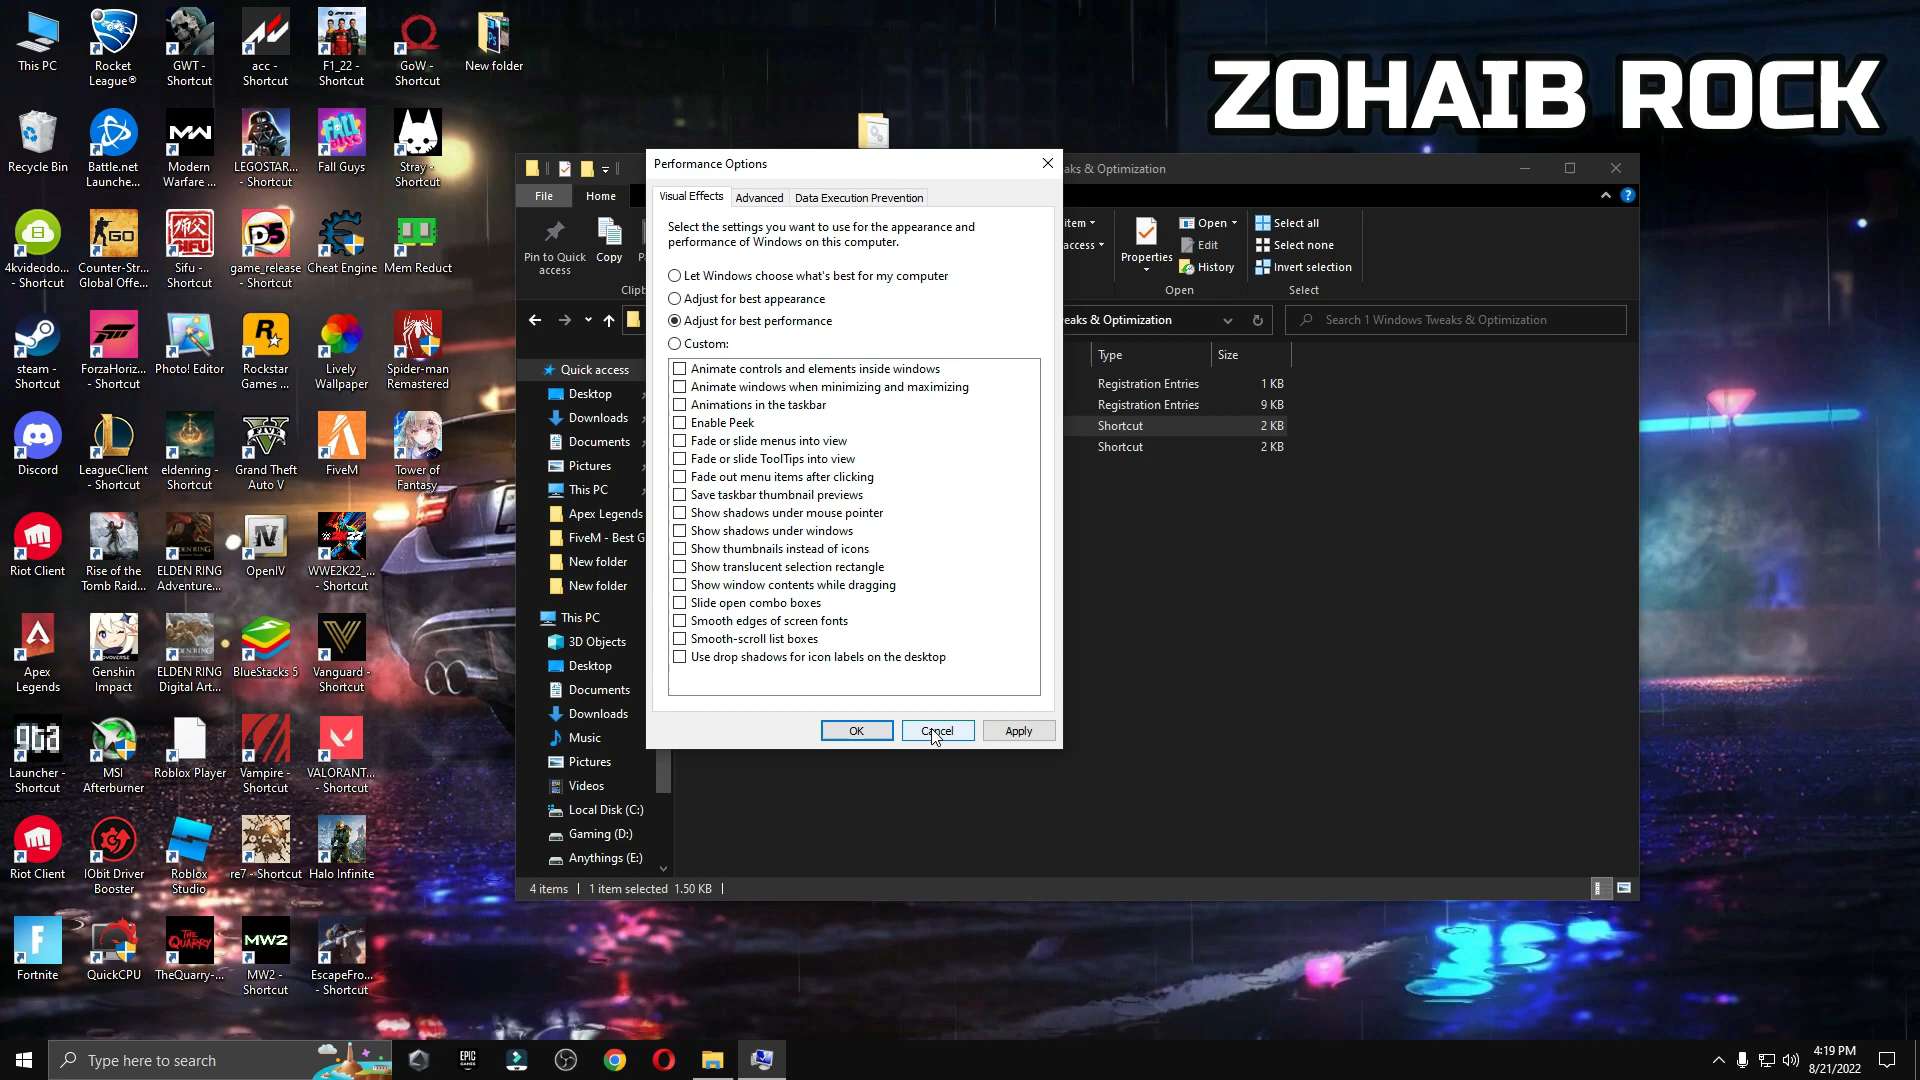 This PC
Rocket League®
GWT - Shortcut
acc - Shortcut
F1_22 - Shortcut
GoW - Shortcut
New folder
ZOHAIB ROCK
Recycle Bin
Battle.net Launche...
Modern Warfare ...
LEGOSTAR... - Shortcut
Fall Guys
Stray - Shortcut
4kvideodo... - Shortcut
Counter-Str... Global Offe...
Sifu - Shortcut
game_release - Shortcut
Cheat Engine
Mem Reduct
steam - Shortcut
ForzaHoriz... - Shortcut
Photo! Editor
Rockstar Games ...
Lively Wallpaper
Spider-man Remastered
Discord
LeagueClient - Shortcut
eldenring - Shortcut
Grand Theft Auto V
FiveM
Tower of Fantasy
Riot Client
Rise of the Tomb Raid...
ELDEN RING Adventure...
OpenIV
WWE2K22_... - Shortcut
Apex Legends
Genshin Impact
ELDEN RING Digital Art...
BlueStacks 5
Vanguard - Shortcut
Launcher - Shortcut
MSI Afterburner
Roblox Player
Vampire - Shortcut
VALORANT... - Shortcut
Riot Client
IObit Driver Booster
Roblox Studio
re7 - Shortcut
Halo Infinite
Fortnite
QuickCPU
TheQuarry-...
MW2 - Shortcut
EscapeFro... - Shortcut
Performance Options
Visual Effects Advanced Data Execution Prevention
Select the settings you want to use for the appearance and
performance of Windows on this computer.
Let Windows choose what's best for my computer
Adjust for best appearance
Adjust for best performance
Custom:
Animate controls and elements inside windows
Animate windows when minimizing and maximizing
Animations in the taskbar
Enable Peek
Fade or slide menus into view
Fade or slide ToolTips into view
Fade out menu items after clicking
Save taskbar thumbnail previews
Show shadows under mouse pointer
Show shadows under windows
Show thumbnails instead of icons
Show translucent selection rectangle
Show window contents while dragging
Slide open combo boxes
Smooth edges of screen fonts
Smooth-scroll list boxes
Use drop shadows for icon labels on the desktop
OK Cancel Apply
aks & Optimization
File Home
Pin to Quick access
Copy
Clipb
item
access
Properties
Open
Edit
History
Open
Select all
Select none
Invert selection
Select
eaks & Optimization
Search 1 Windows Tweaks & Optimization
Type Size
Registration Entries 1 KB
Registration Entries 9 KB
Shortcut 2 KB
Shortcut 2 KB
Quick access
Desktop
Downloads
Documents
Pictures
This PC
Apex Legends
FiveM - Best G
New folder
New folder
This PC
3D Objects
Desktop
Documents
Downloads
Music
Pictures
Videos
Local Disk (C:)
Gaming (D:)
Anythings (E:)
4 items 1 item selected 1.50 KB
Type here to search
4:19 PM
8/21/2022